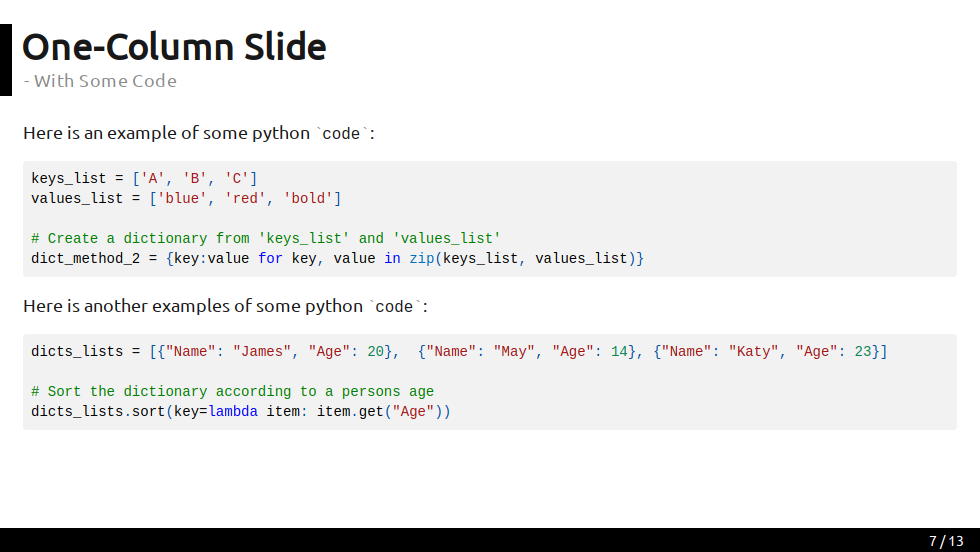 One-Column Slide
- With Some Code
Here is an example of some python `code`:
keys_list = ['A', 'B', 'C']
values_list = ['blue', 'red', 'bold']
# Create a dictionary from 'keys_list' and 'values_list'
dict_method_2 = {key:value for key, value in zip(keys_list, values_list)}
Here is another examples of some python `code`:
dicts_lists = [{"Name": "James", "Age": 20},  {"Name": "May", "Age": 14}, {"Name": "Katy", "Age": 23}]
# Sort the dictionary according to a persons age
dicts_lists.sort(key=lambda item: item.get("Age"))
7 / 13